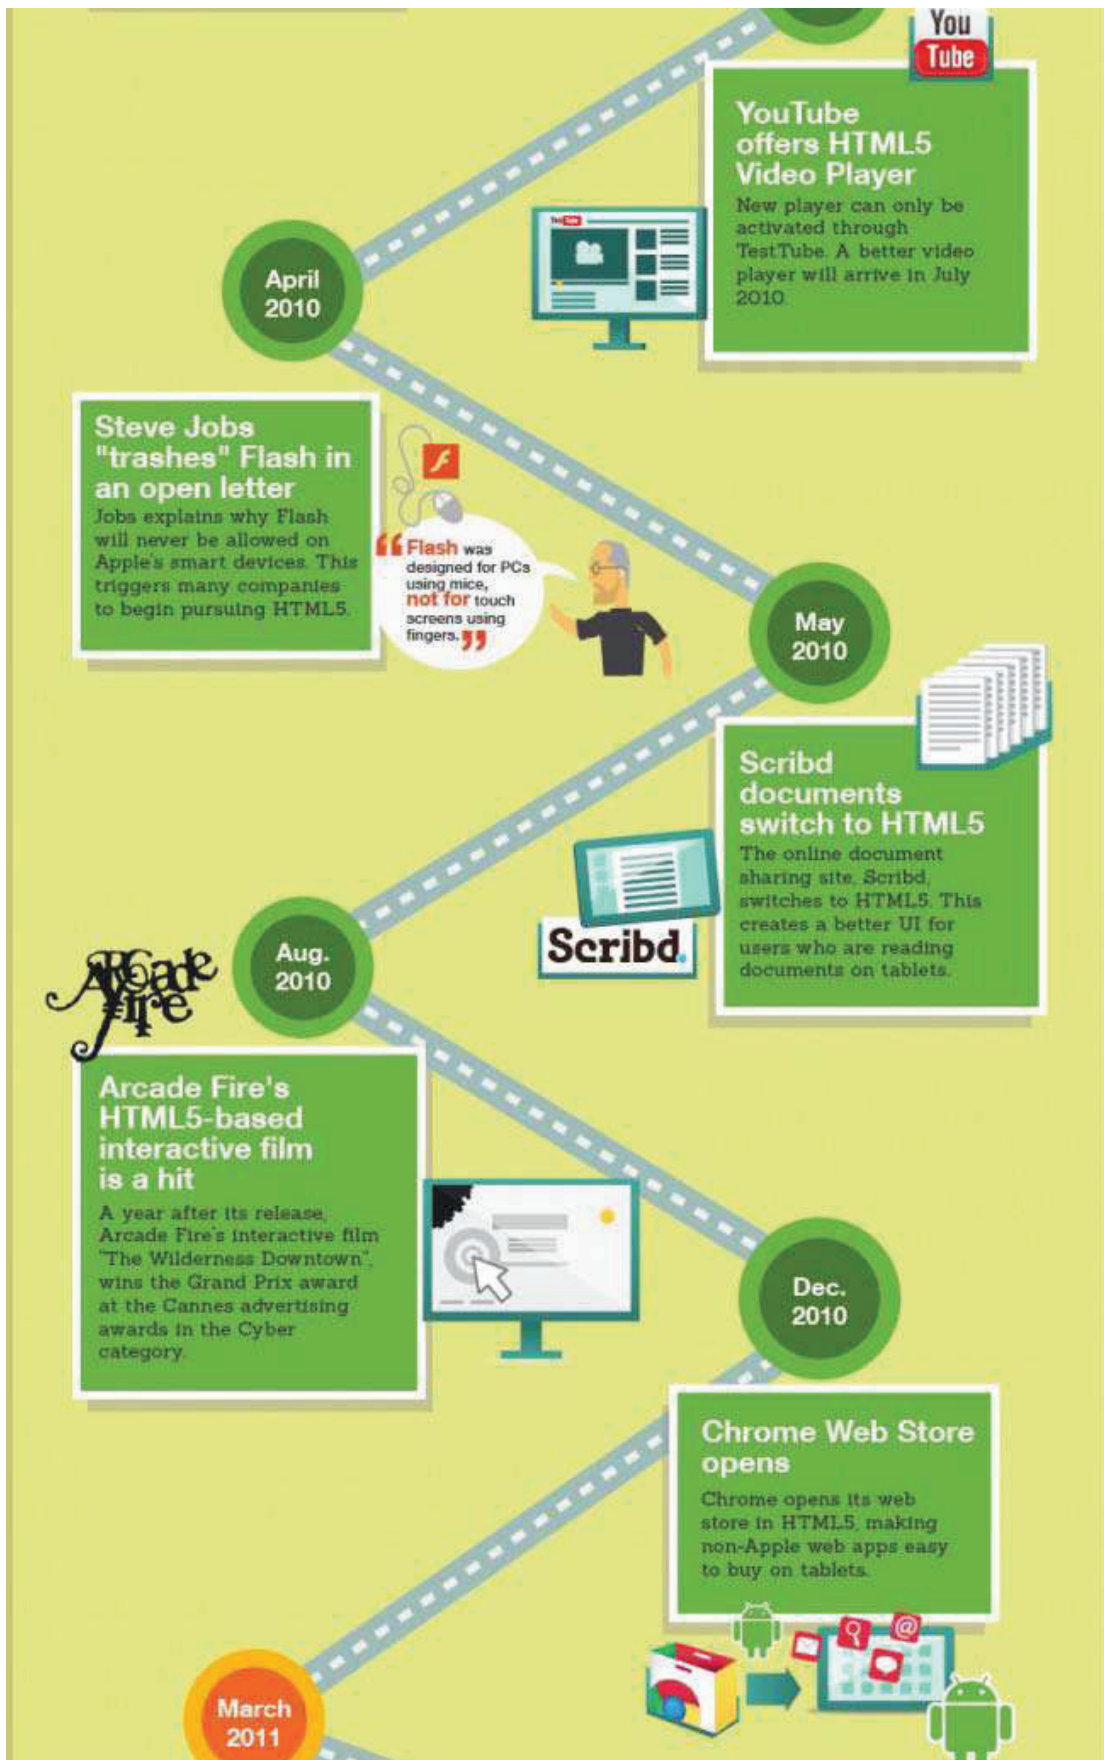 You
Tube
YouTube
offers HTML5
Video Player
New player can only be
activated through
TestTube. A better video
player will arrive in July
2010.
April
2010
Steve Jobs
"trashes" Flash in
an open letter
Jobs explains why Flash
will never be allowed on
Apple's smart devices. This
triggers many companies
to begin pursuing HTML5.
“Flash was
designed for PCs
using mice,
not for touch
screens using
fingers.”
May
2010
Scribd
documents
switch to HTML5
The online document
sharing site, Scribd,
switches to HTML5. This
creates a better UI for
users who are reading
documents on tablets.
Scribd.
Aug.
2010
ARCade
fire
Arcade Fire's
HTML5-based
interactive film
is a hit
A year after its release,
Arcade Fire's interactive film
"The Wilderness Downtown",
wins the Grand Prix award
at the Cannes advertising
awards in the Cyber
category.
Dec.
2010
Chrome Web Store
opens
Chrome opens its web
store in HTML5, making
non-Apple web apps easy
to buy on tablets.
@
March
2011